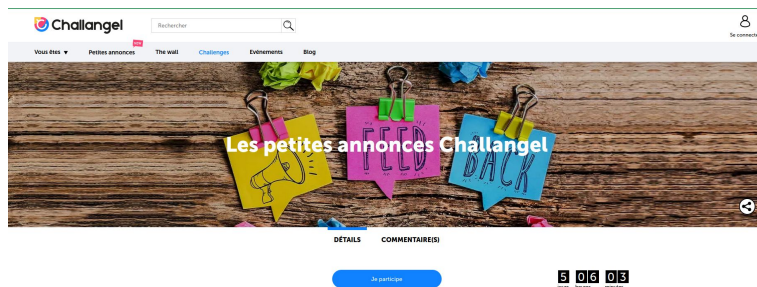 Challangel
Rechercher
Se connecte
Vous êtes ▼
Petites annonces
The wall
Challenges
Evénements
Blog
FEED
BACK
Les petites annonces Challangel
DÉTAILS
COMMENTAIRE(S)
Je participe
5 06 03